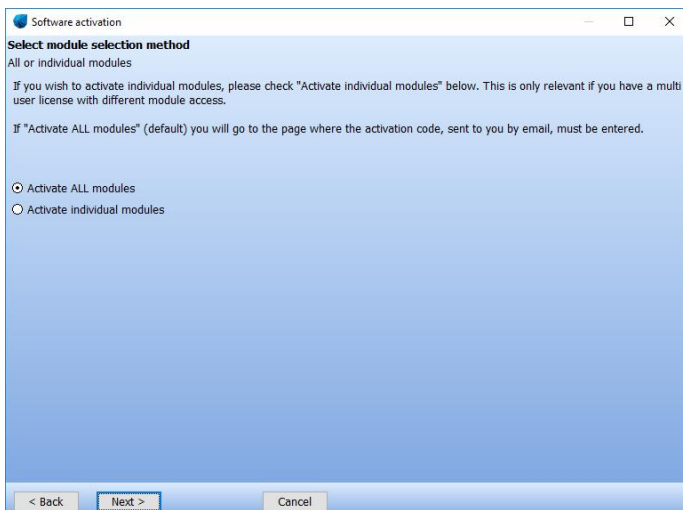 Software activation
Select module selection method
All or individual modules
If you wish to activate individual modules, please check "Activate individual modules" below. This is only relevant if you have a multi
user license with different module access.
If "Activate ALL modules" (default) you will go to the page where the activation code, sent to you by email, must be entered.
Activate ALL modules
Activate individual modules
< Back Next > Cancel